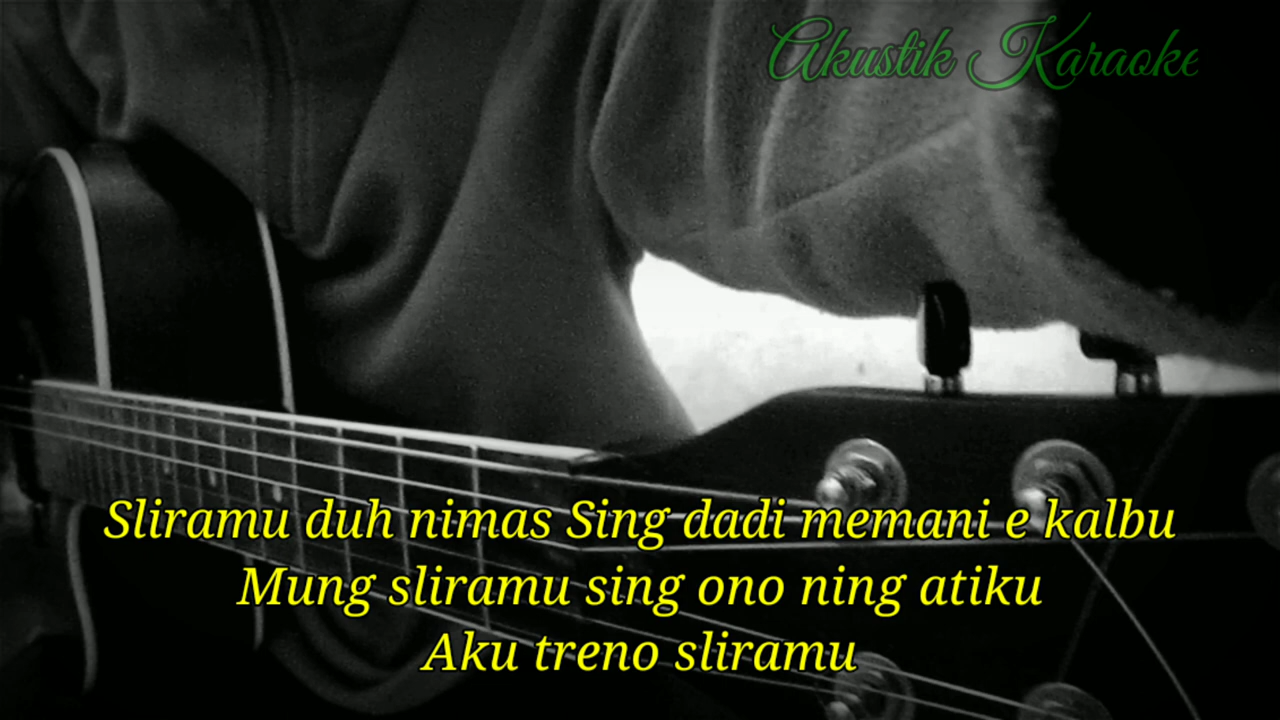 Akustik Karaoke
Sliramu duh nimas Sing dadi memani e kalbu
Mung sliramu sing ono ning atiku
Aku treno sliramu